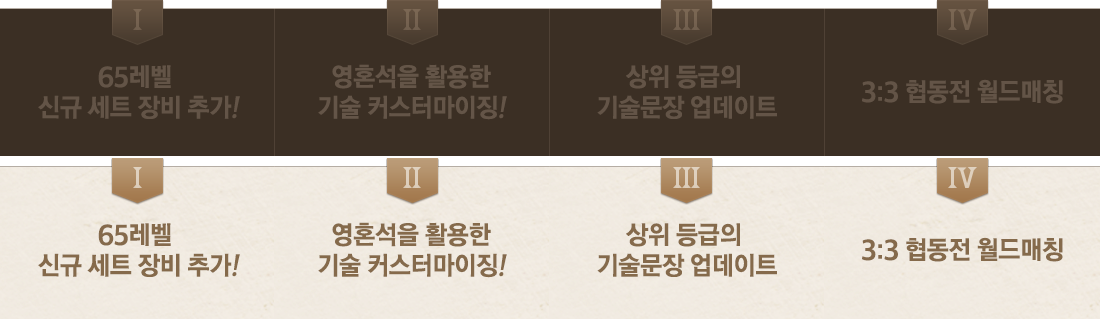 I
65레벨
신규 세트 장비 추가!
II
영혼석을 활용한
기술 커스터마이징!
III
상위 등급의
기술문장 업데이트
IV
3:3 협동전 월드매칭
I
65레벨
신규 세트 장비 추가!
II
영혼석을 활용한
기술 커스터마이징!
III
상위 등급의
기술문장 업데이트
IV
3:3 협동전 월드매칭